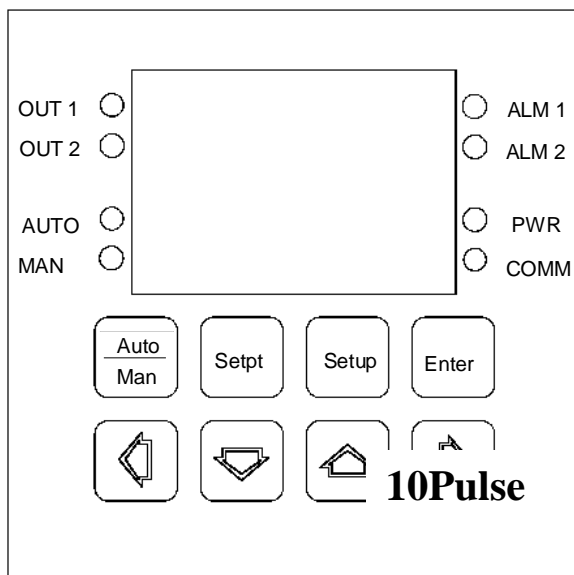 OUT 1
ALM 1
OUT 2
ALM 2
AUTO
PWR
MAN
COMM
Auto
Man
Setpt
Setup
Enter
10Pulse